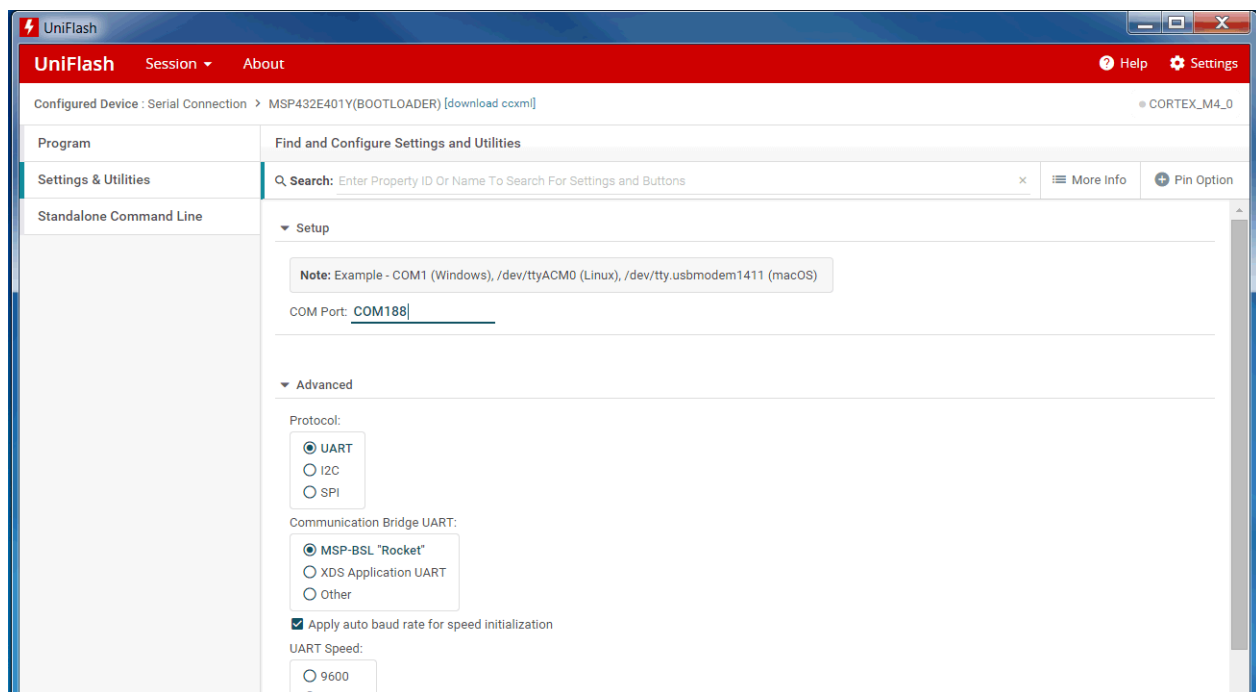 UniFlash
UniFlash Session About Help Settings
Configured Device : Serial Connection > MSP432E401Y(BOOTLOADER) [download ccxml] CORTEX_M4_0
Program
Settings & Utilities
Standalone Command Line
Find and Configure Settings and Utilities
Search: Enter Property ID Or Name To Search For Settings and Buttons × More Info Pin Option
Setup
Note: Example - COM1 (Windows), /dev/ttyACM0 (Linux), /dev/tty.usbmodem1411 (macOS)
COM Port: COM188
Advanced
Protocol:
UART
I2C
SPI
Communication Bridge UART:
MSP-BSL "Rocket"
XDS Application UART
Other
Apply auto baud rate for speed initialization
UART Speed:
9600